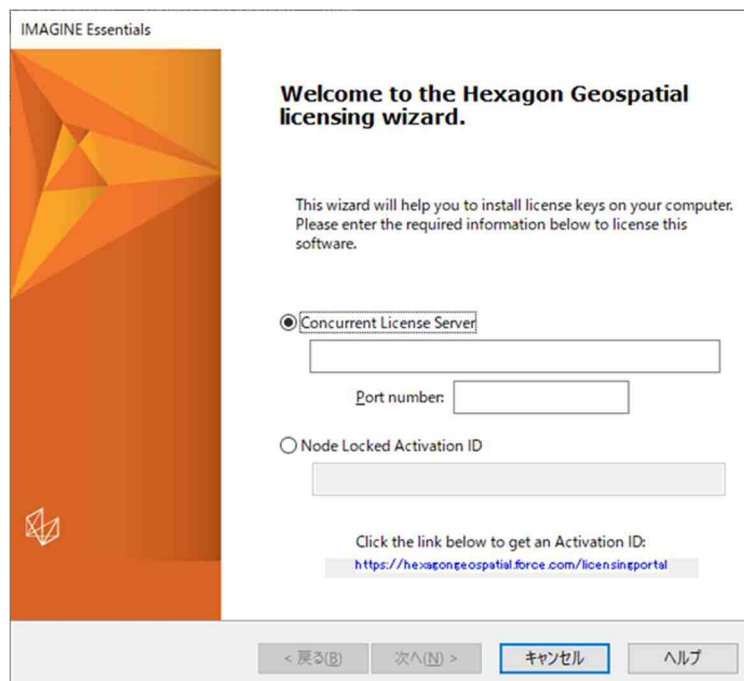 IMAGINE Essentials
Welcome to the Hexagon Geospatial
licensing wizard.
This wizard will help you to install license keys on your computer.
Please enter the required information below to license this
software.
Concurrent License Server
Port number:
Node Locked Activation ID
Click the link below to get an Activation ID:
https://hexagongeospatial.force.com/licensingportal
< 戻る(B)
次へ(N) >
キャンセル
ヘルプ